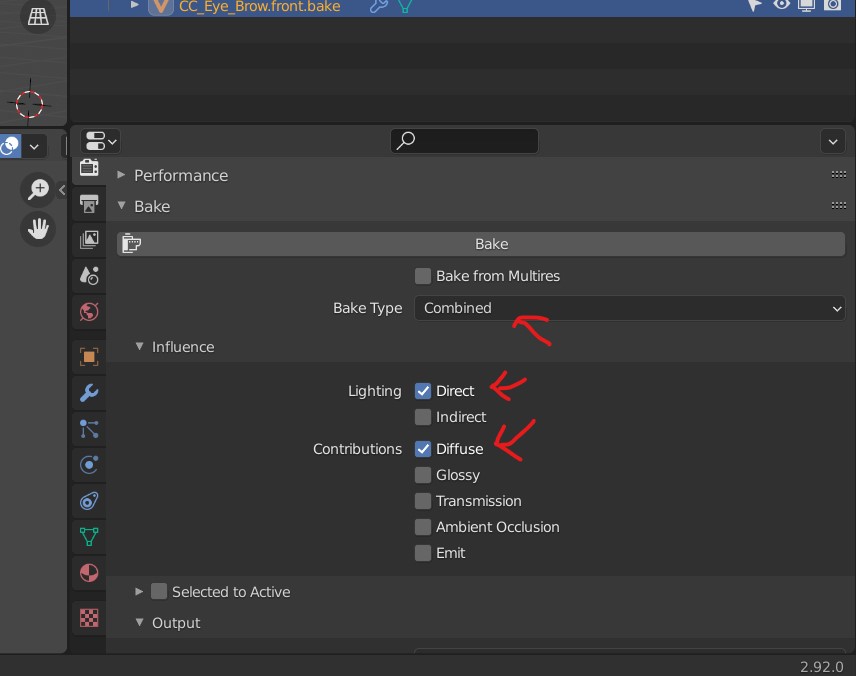 CC_Eye_Brow.front.bake
Performance
Bake
Bake
Bake from Multires
Bake Type Combined
Influence
Lighting Direct
Indirect
Contributions Diffuse
Glossy
Transmission
Ambient Occlusion
Emit
Selected to Active
Output
2.92.0